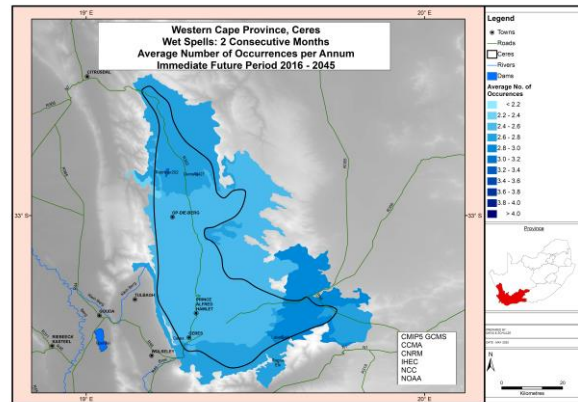 Western Cape Province, Ceres
Wet Spells: 2 Consecutive Months
Average Number of Occurrences per Annum
Immediate Future Period 2016 - 2045
19° E
20° E
33° S
33° S
CITRUSDAL
OP-DIE-BERG
PRINCE
ALFRED
HAMLET
TULBAGH
GOUDA
CERES
WOLSELEY
RIEBEECK
KASTEEL
CMIP5 GCMS
CCMA
CNRM
IHEC
NCC
NOAA
19° E
20° E
Legend
Towns
Roads
Ceres
Rivers
Dams
Average No. of
Occurences
< 2.2
2.2 - 2.4
2.4 - 2.6
2.6 - 2.8
2.8 - 3.0
3.0 - 3.2
3.2 - 3.4
3.4 - 3.6
3.6 - 3.8
3.8 - 4.0
> 4.0
Province
N
Kilometres